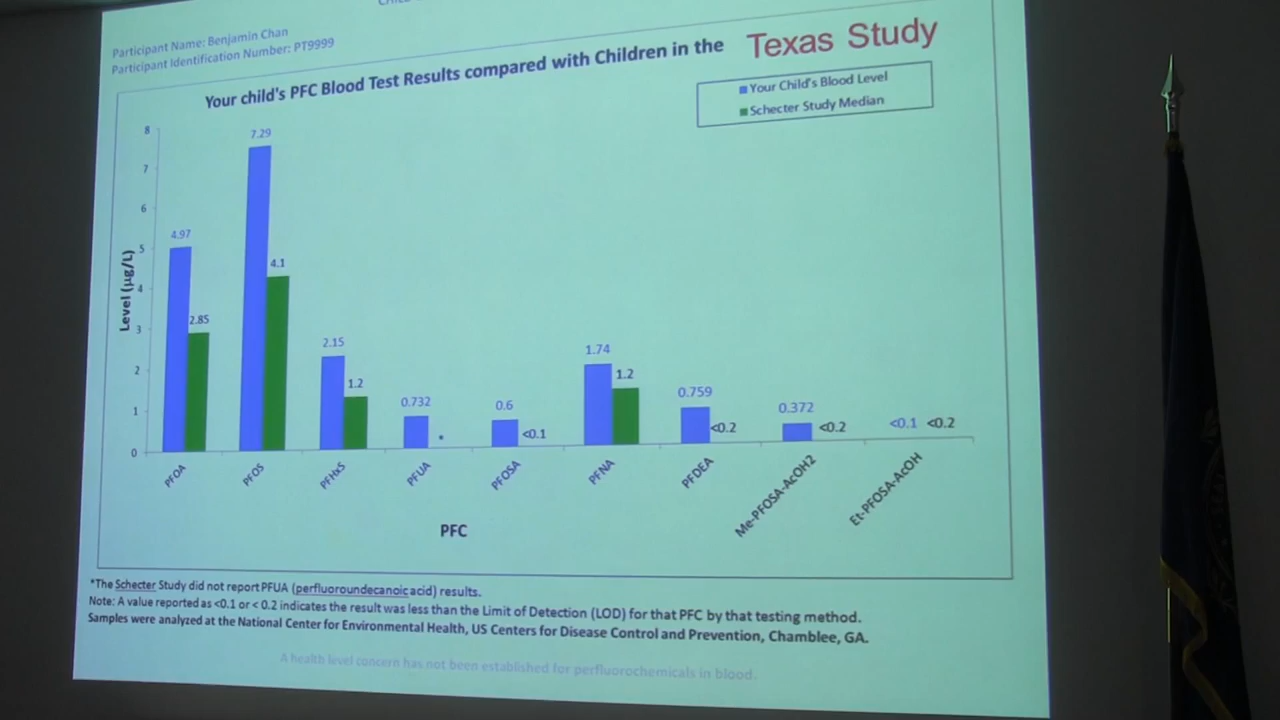 Participant Name: Benjamin Chan
Participant Identification Number: PT9999
Your child's PFC Blood Test Results compared with Children in the Texas Study
Your Child's Blood Level
Schecter Study Median
Level (µg/L)
8
7
6
5
4
3
2
1
0
4.97
2.85
7.29
4.1
2.15
1.2
0.732
*
0.6
<0.1
1.74
1.2
0.759
<0.2
0.372
<0.2
<0.1
<0.2
PFOA
PFOS
PFHxS
PFUA
PFOSA
PFNA
PFDEA
Me-PFOSA-AcOH2
Et-PFOSA-AcOH
PFC
*The Schecter Study did not report PFUA (perfluoroundecanoic acid) results.
Note: A value reported as <0.1 or < 0.2 indicates the result was less than the Limit of Detection (LOD) for that PFC by that testing method.
Samples were analyzed at the National Center for Environmental Health, US Centers for Disease Control and Prevention, Chamblee, GA.
A health level concern has not been established for perfluorochemicals in blood.